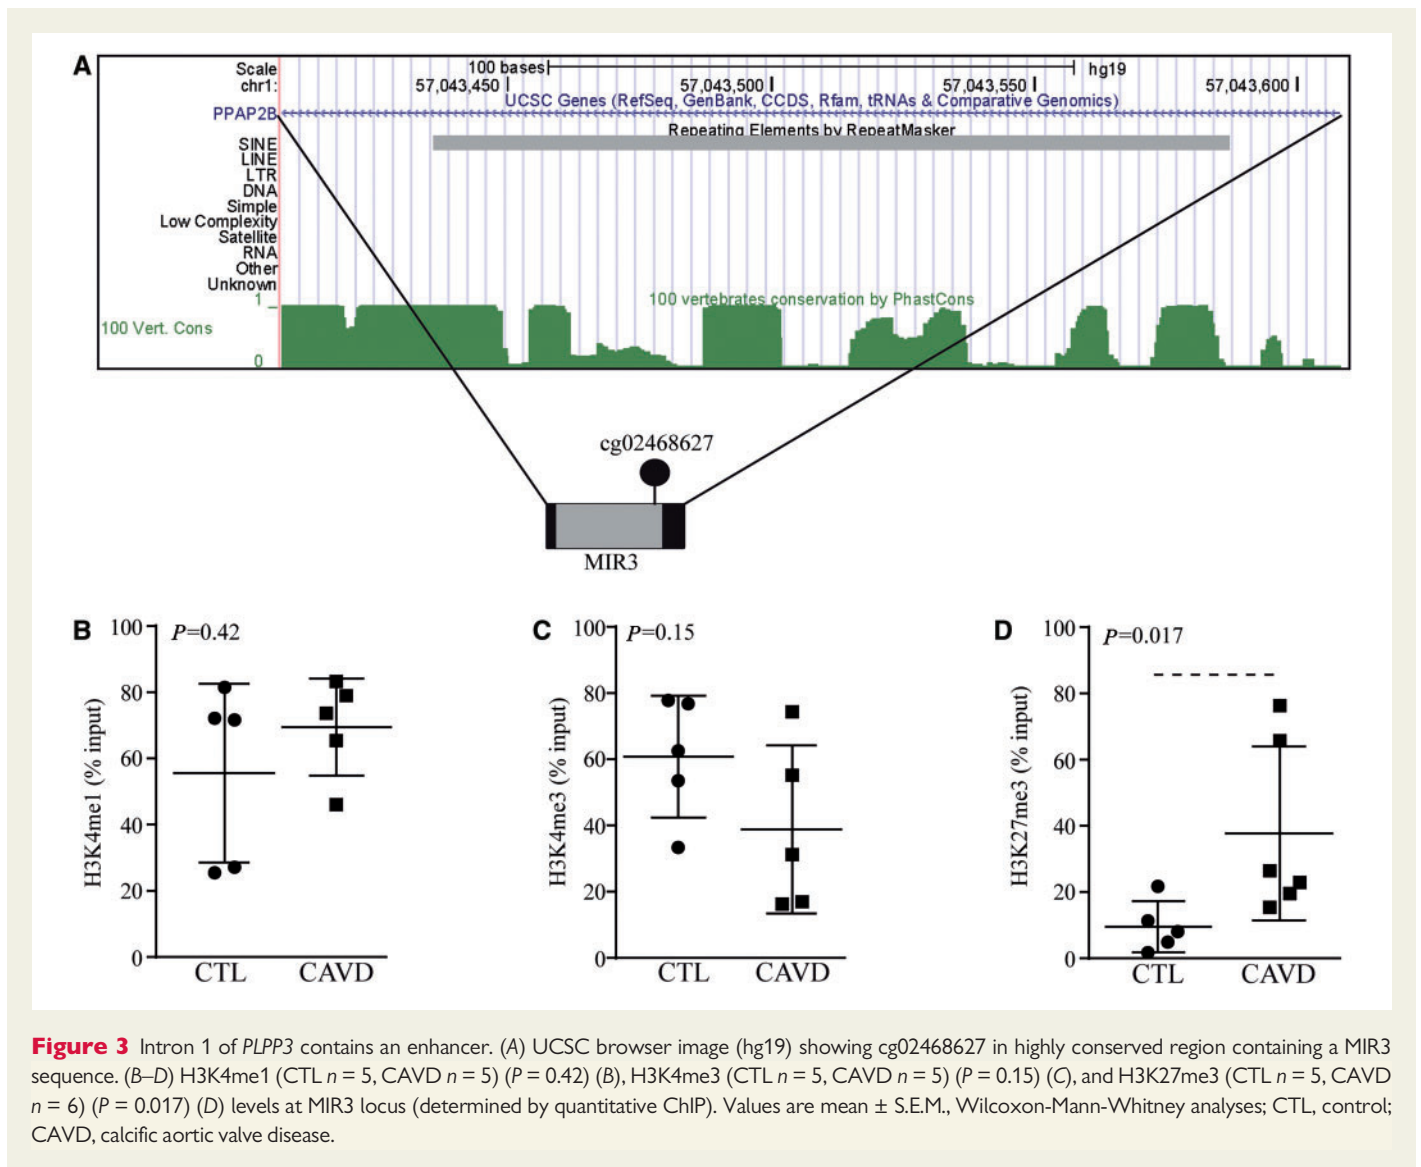 A
Scale
100 bases
hg19
chr1:
57,043,450
57,043,500
57,043,550
57,043,600
UCSC Genes (RefSeq, GenBank, CCDS, Rfam, tRNAs & Comparative Genomics)
PPAP2B
Repeating Elements by RepeatMasker
SINE
LINE
LTR
DNA
Simple
Low Complexity
Satellite
RNA
Other
Unknown
1
100 vertebrates conservation by PhastCons
100 Vert. Cons
0
cg02468627
MIR3
B
P=0.42
H3K4me1 (% input)
100
80
60
40
20
0
CTL
CAVD
C
P=0.15
H3K4me3 (% input)
100
80
60
40
20
0
CTL
CAVD
D
P=0.017
H3K27me3 (% input)
100
80
60
40
20
0
CTL
CAVD
Figure 3 Intron 1 of PLPP3 contains an enhancer. (A) UCSC browser image (hg19) showing cg02468627 in highly conserved region containing a MIR3
sequence. (B–D) H3K4me1 (CTL n = 5, CAVD n = 5) (P = 0.42) (B), H3K4me3 (CTL n = 5, CAVD n = 5) (P = 0.15) (C), and H3K27me3 (CTL n = 5, CAVD
n = 6) (P = 0.017) (D) levels at MIR3 locus (determined by quantitative ChIP). Values are mean ± S.E.M., Wilcoxon-Mann-Whitney analyses; CTL, control;
CAVD, calcific aortic valve disease.